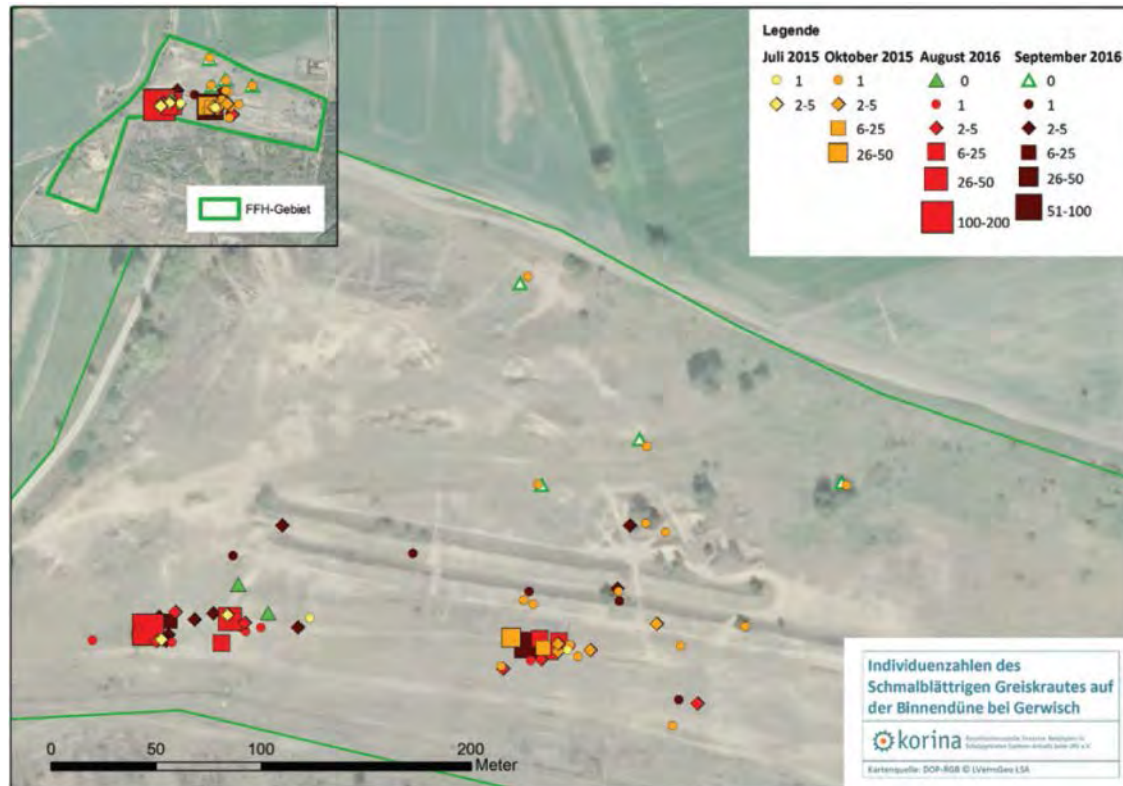 Legende
Juli 2015 Oktober 2015 August 2016 September 2016
1 1 0 0
2-5 2-5 1 1
6-25 2-5 2-5
26-50 6-25 6-25
26-50 26-50
100-200 51-100
FFH-Gebiet
0 50 100 200
Meter
Individuenzahlen des
Schmalblättrigen Greiskrautes auf
der Binnendüne bei Gerwisch
korina
Kartenquelle: DOP-RGB © LVermGeo LSA